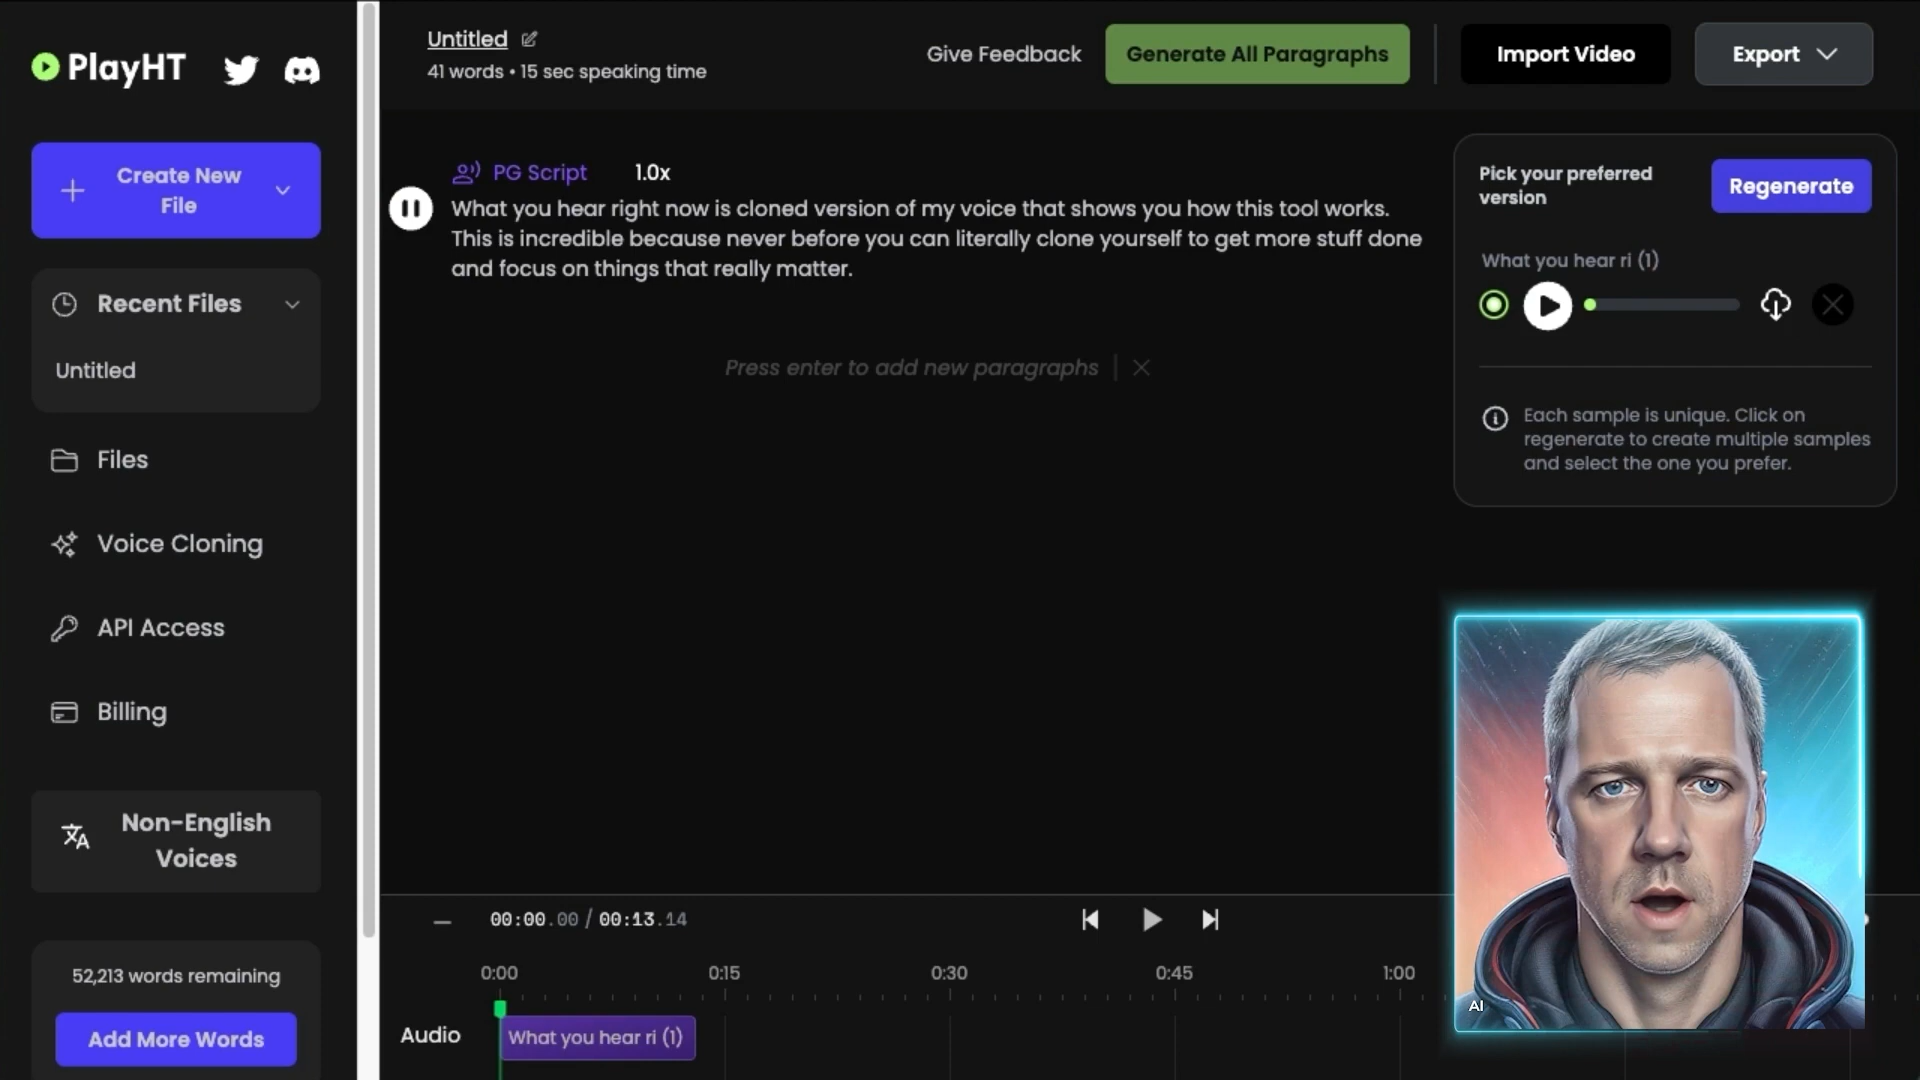 PlayHT
Create New
File
Recent Files
Untitled
Files
Voice Cloning
API Access
Billing
Non-English
Voices
52,213 words remaining
Add More Words
Untitled
41 words • 15 sec speaking time
Give Feedback
Generate All Paragraphs
Import Video
Export
PG Script 1.0x
What you hear right now is cloned version of my voice that shows you how this tool works.
This is incredible because never before you can literally clone yourself to get more stuff done
and focus on things that really matter.
Press enter to add new paragraphs
Pick your preferred
version
Regenerate
What you hear ri (1)
Each sample is unique. Click on
regenerate to create multiple samples
and select the one you prefer.
00:00.00 / 00:13.14
0:00 0:15 0:30 0:45 1:00
Audio
What you hear ri (1)
AI